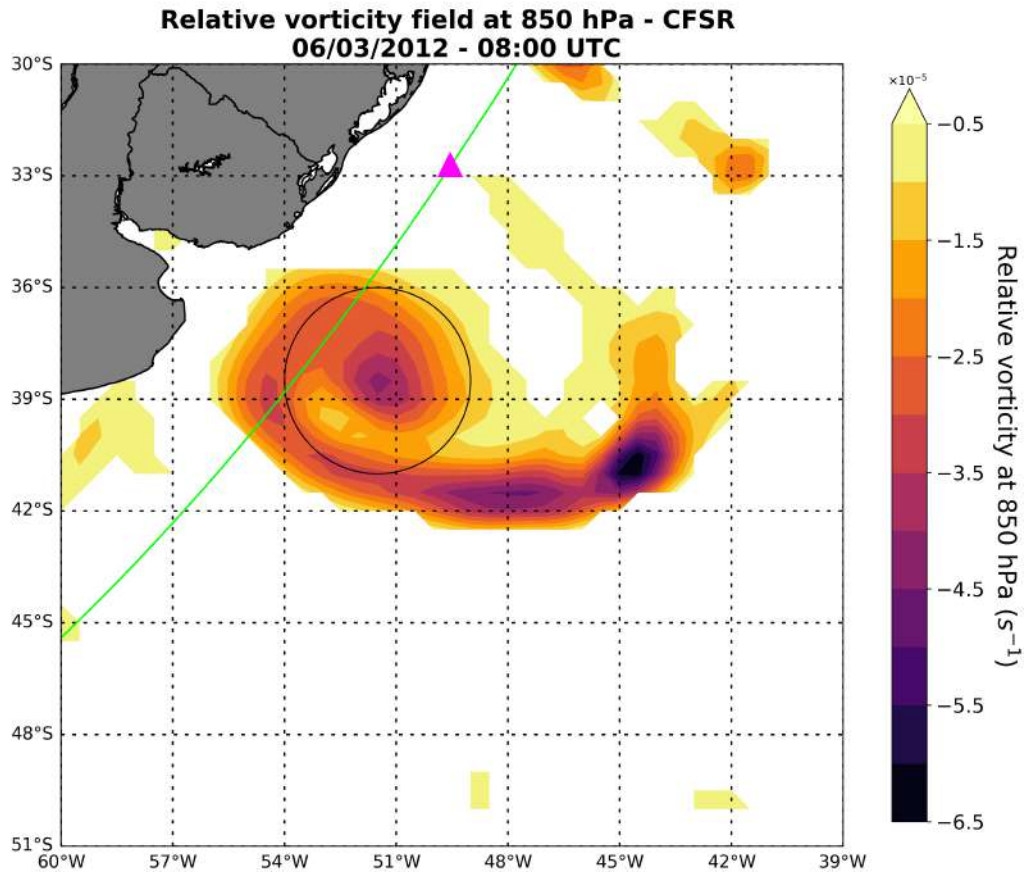 Relative vorticity field at 850 hPa - CFSR
06/03/2012 - 08:00 UTC
30°S
33°S
36°S
39°S
42°S
45°S
48°S
51°S
60°W
57°W
54°W
51°W
48°W
45°W
42°W
39°W
×10⁻⁵
−0.5
−1.5
−2.5
−3.5
−4.5
−5.5
−6.5
Relative vorticity at 850 hPa (s⁻¹)